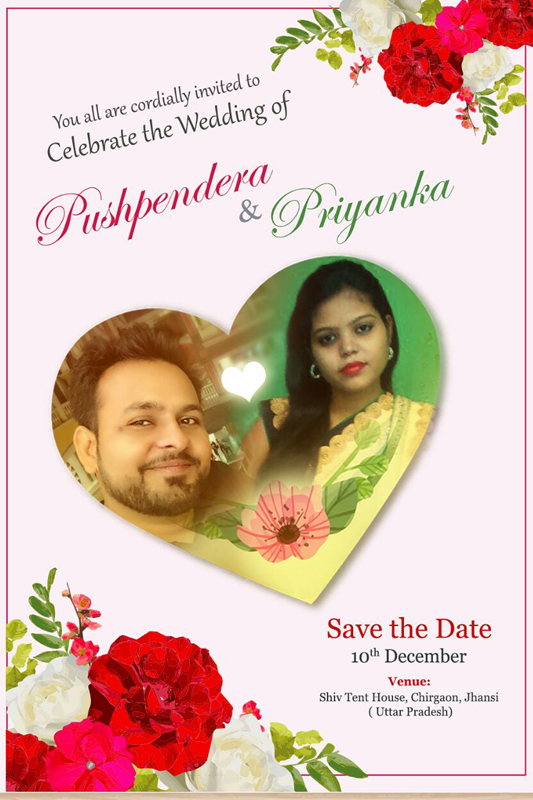 You all are cordially invited to
Celebrate the Wedding of
Pushpendera
& Priyanka
Save the Date
10th December
Venue:
Shiv Tent House, Chirgaon, Jhansi
( Uttar Pradesh)